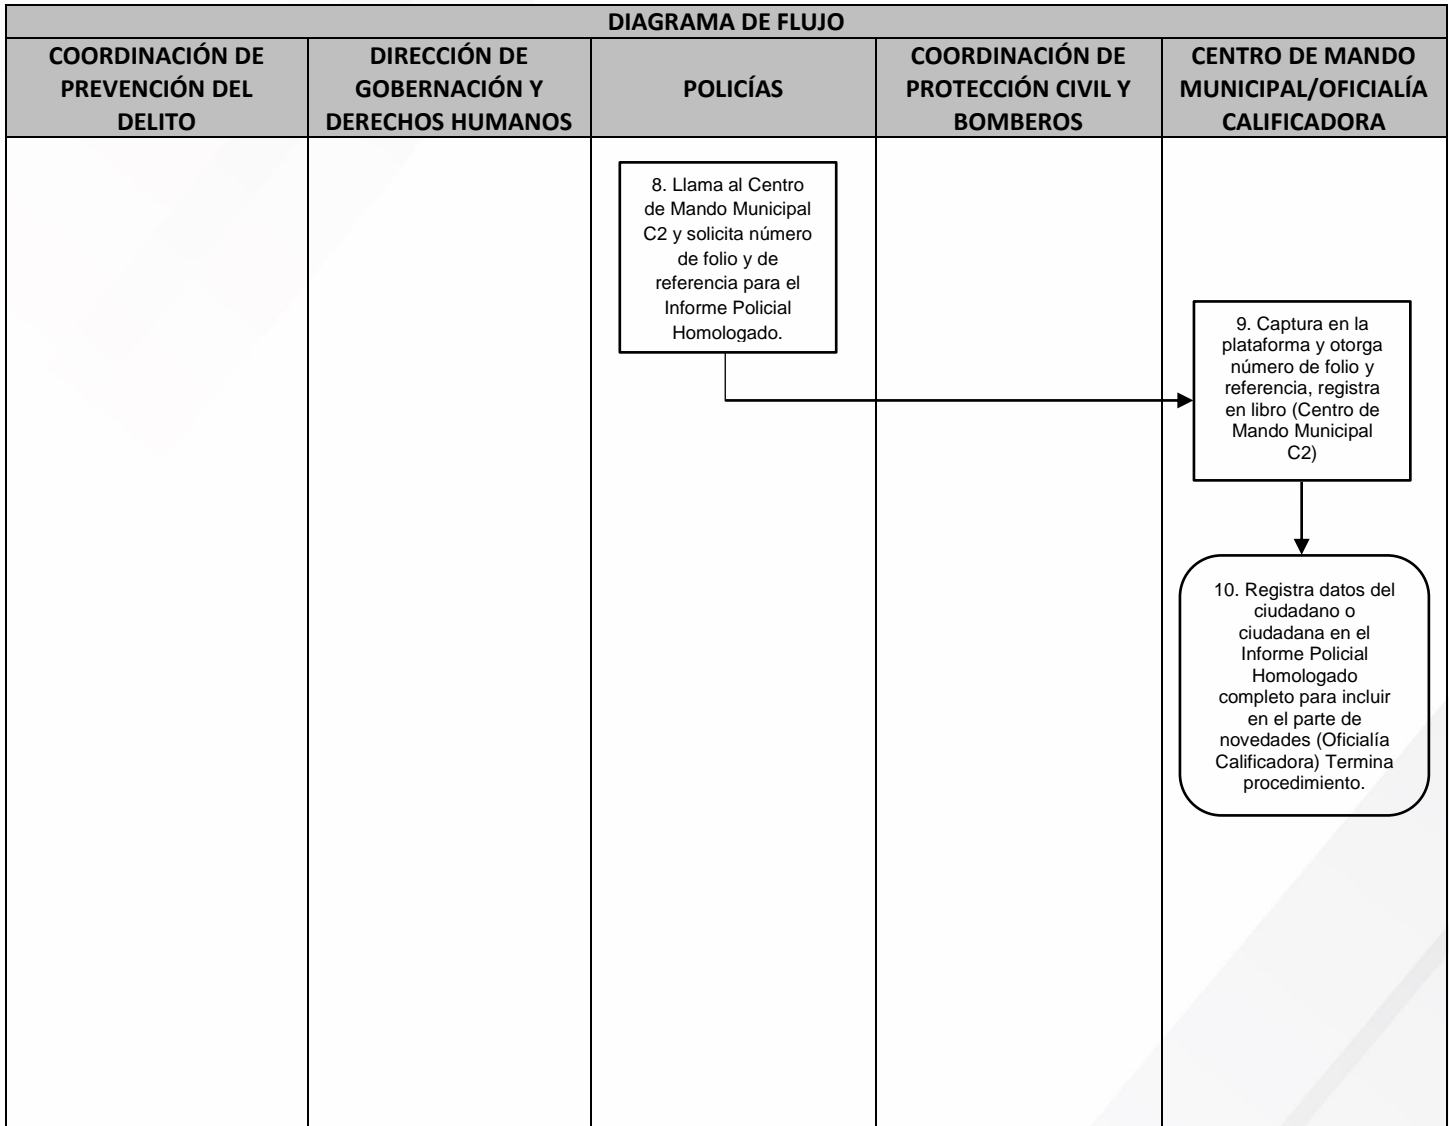 DIAGRAMA DE FLUJO
COORDINACIÓN DE
PREVENCIÓN DEL
DELITO
DIRECCIÓN DE
GOBERNACIÓN Y
DERECHOS HUMANOS
POLICÍAS
COORDINACIÓN DE
PROTECCIÓN CIVIL Y
BOMBEROS
CENTRO DE MANDO
MUNICIPAL/OFICIALÍA
CALIFICADORA
8. Llama al Centro
de Mando Municipal
C2 y solicita número
de folio y de
referencia para el
Informe Policial
Homologado.
9. Captura en la
plataforma y otorga
número de folio y
referencia, registra
en libro (Centro de
Mando Municipal
C2)
10. Registra datos del
ciudadano o
ciudadana en el
Informe Policial
Homologado
completo para incluir
en el parte de
novedades (Oficialía
Calificadora) Termina
procedimiento.